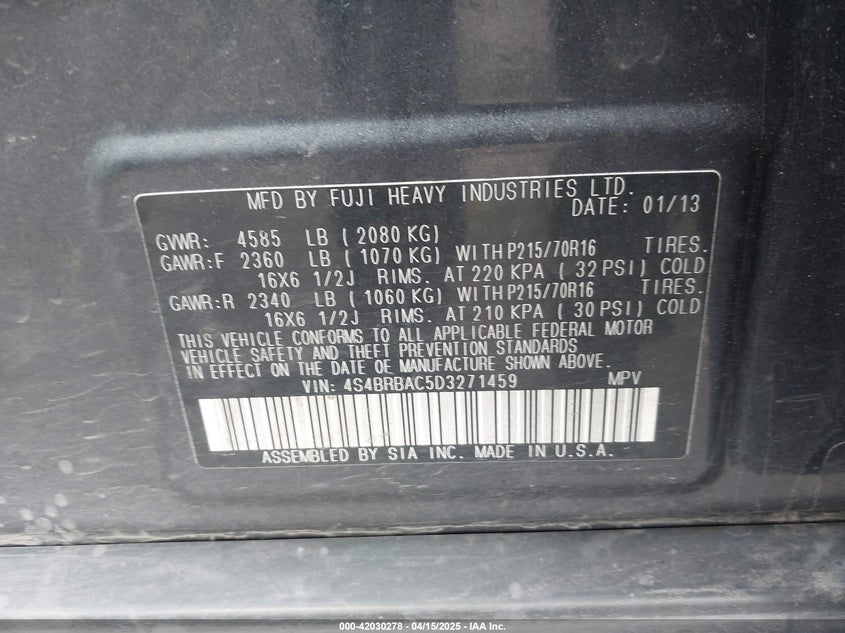 MFD BY FUJI HEAVY INDUSTRIES LTD.
DATE: 01/13
GVWR: 4585 LB ( 2080 KG)
GAWR:F 2360 LB ( 1070 KG) WITH P215/70R16 TIRES.
16X6 1/2J RIMS. AT 220 KPA ( 32 PSI) COLD
GAWR:R 2340 LB ( 1060 KG) WITH P215/70R16 TIRES.
16X6 1/2J RIMS. AT 210 KPA ( 30 PSI) COLD
THIS VEHICLE CONFORMS TO ALL APPLICABLE FEDERAL MOTOR
VEHICLE SAFETY AND THEFT PREVENTION STANDARDS
IN EFFECT ON THE DATE OF MANUFACTURE SHOWN ABOVE.
VIN: 4S4BRBAC5D3271459 MPV
ASSEMBLED BY SIA INC. MADE IN U.S.A.
000-42030278 - 04/15/2025 - IAA Inc.